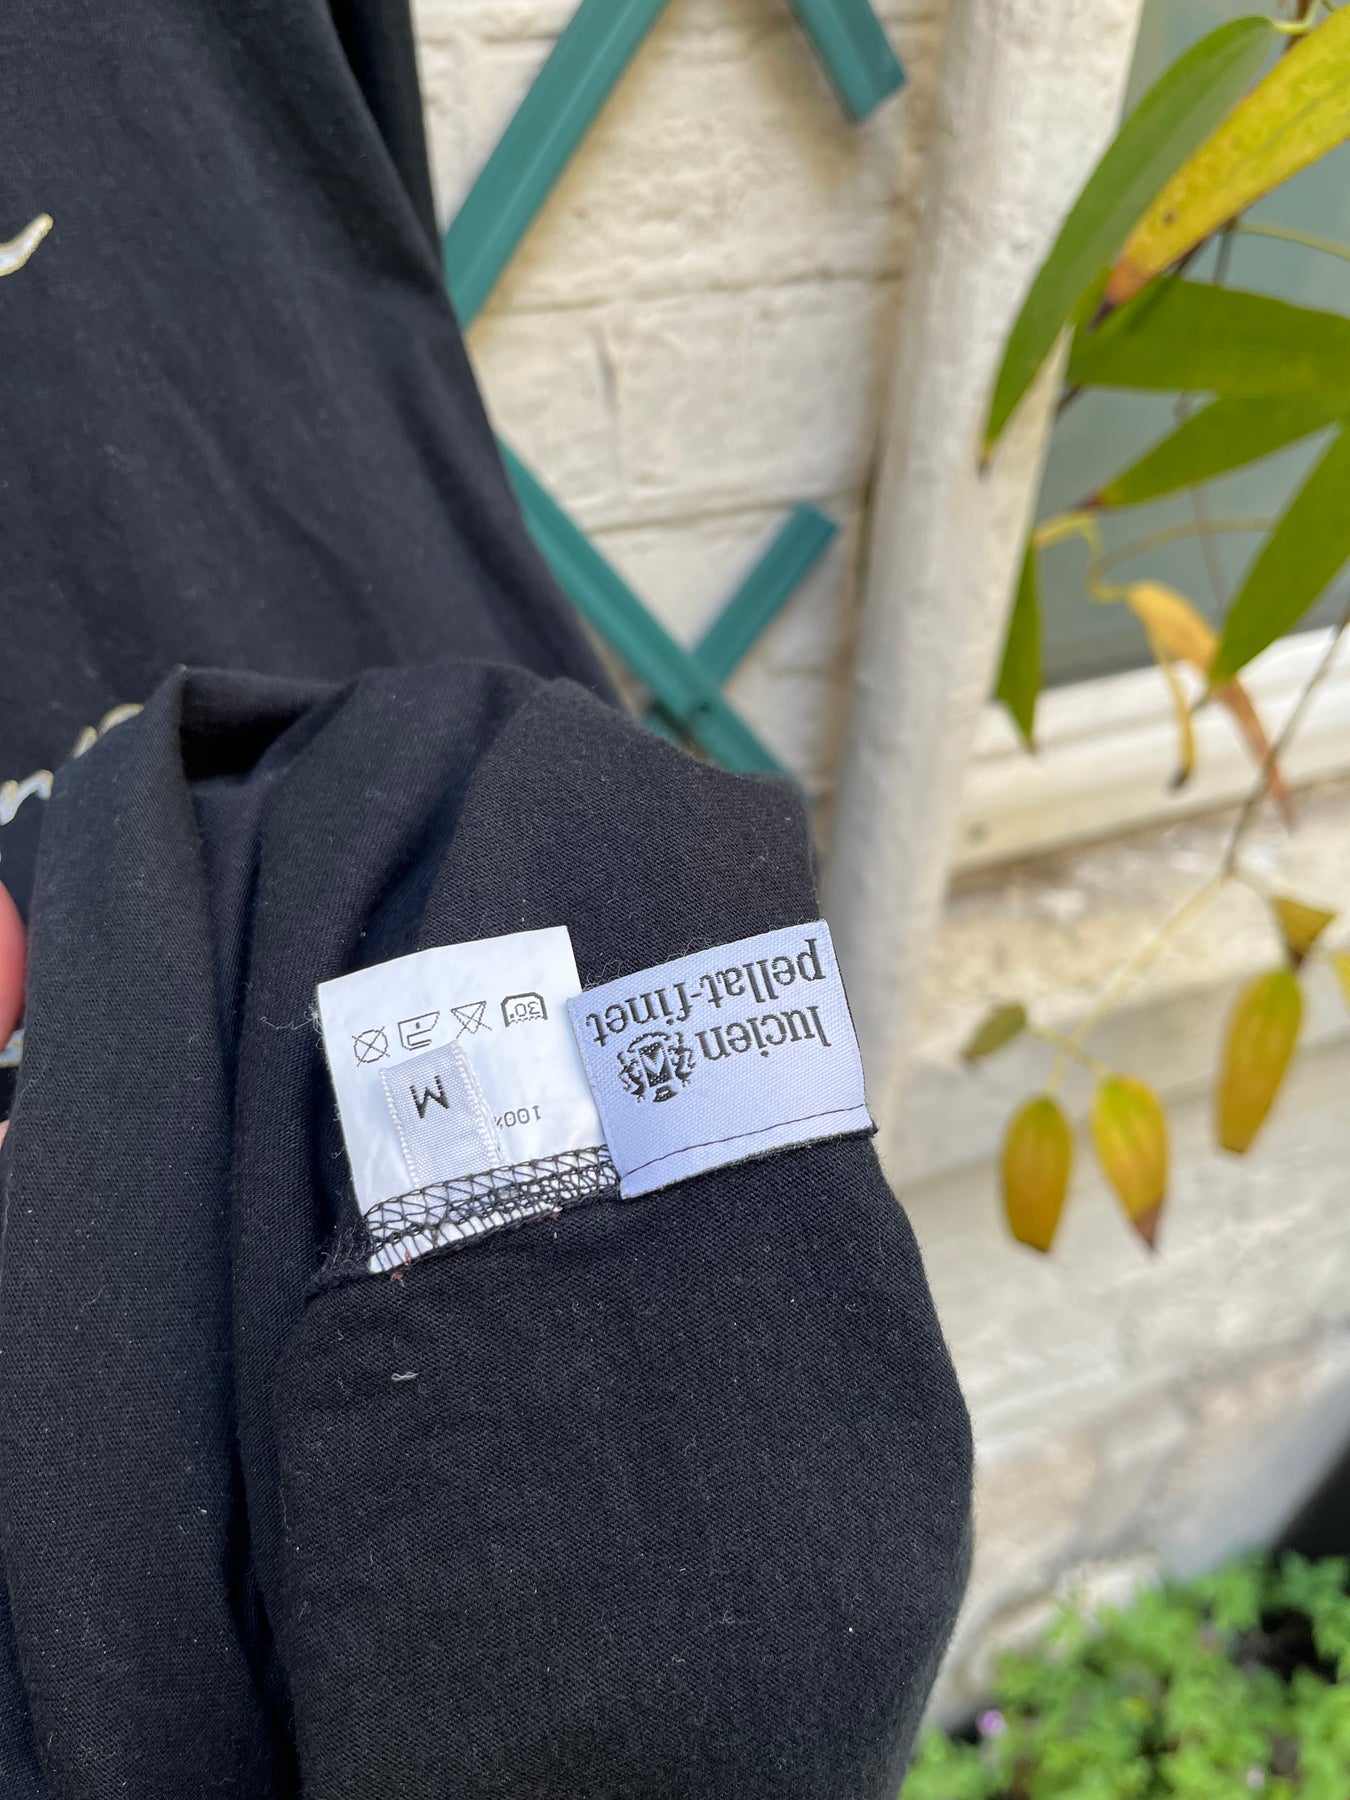 lucien
pellat-finet
100%
M
30°